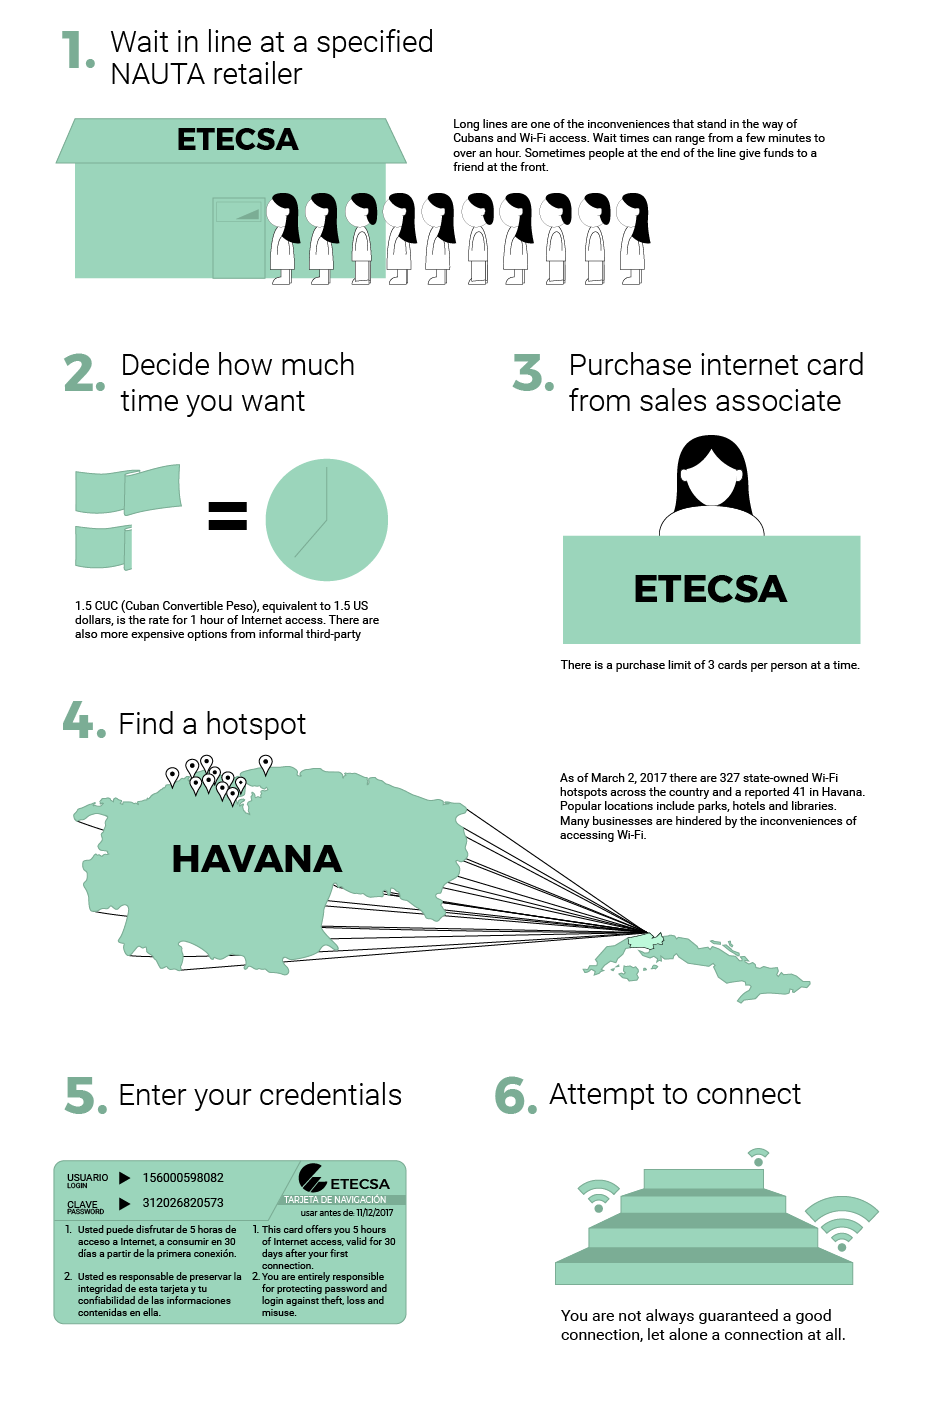 1. Wait in line at a specified
NAUTA retailer
ETECSA
Long lines are one of the inconveniences that stand in the way of
Cubans and Wi-Fi access. Wait times can range from a few minutes to
over an hour. Sometimes people at the end of the line give funds to a
friend at the front.
2. Decide how much
time you want
1.5 CUC (Cuban Convertible Peso), equivalent to 1.5 US
dollars, is the rate for 1 hour of Internet access. There are
also more expensive options from informal third-party
3. Purchase internet card
from sales associate
ETECSA
There is a purchase limit of 3 cards per person at a time.
4. Find a hotspot
HAVANA
As of March 2, 2017 there are 327 state-owned Wi-Fi
hotspots across the country and a reported 41 in Havana.
Popular locations include parks, hotels and libraries.
Many businesses are hindered by the inconveniences of
accessing Wi-Fi.
5. Enter your credentials
USUARIO
LOGIN
156000598082
CLAVE
PASSWORD
312026820573
ETECSA
TARJETA DE NAVIGACIÓN
usar antes de: 11/12/2017
1. Usted puede disfrutar de 5 horas de
acceso a Internet, a consumir en 30
días a partir de la primera conexión.
2. Usted es responsable de preservar la
integridad de esta tarjeta y tu
confiabilidad de las informaciones
contenidas en ella.
1. This card offers you 5 hours
of Internet access, valid for 30
days after your first
connection.
2. You are entirely responsible
for protecting password and
login against theft, loss and
misuse.
6. Attempt to connect
You are not always guaranteed a good
connection, let alone a connection at all.